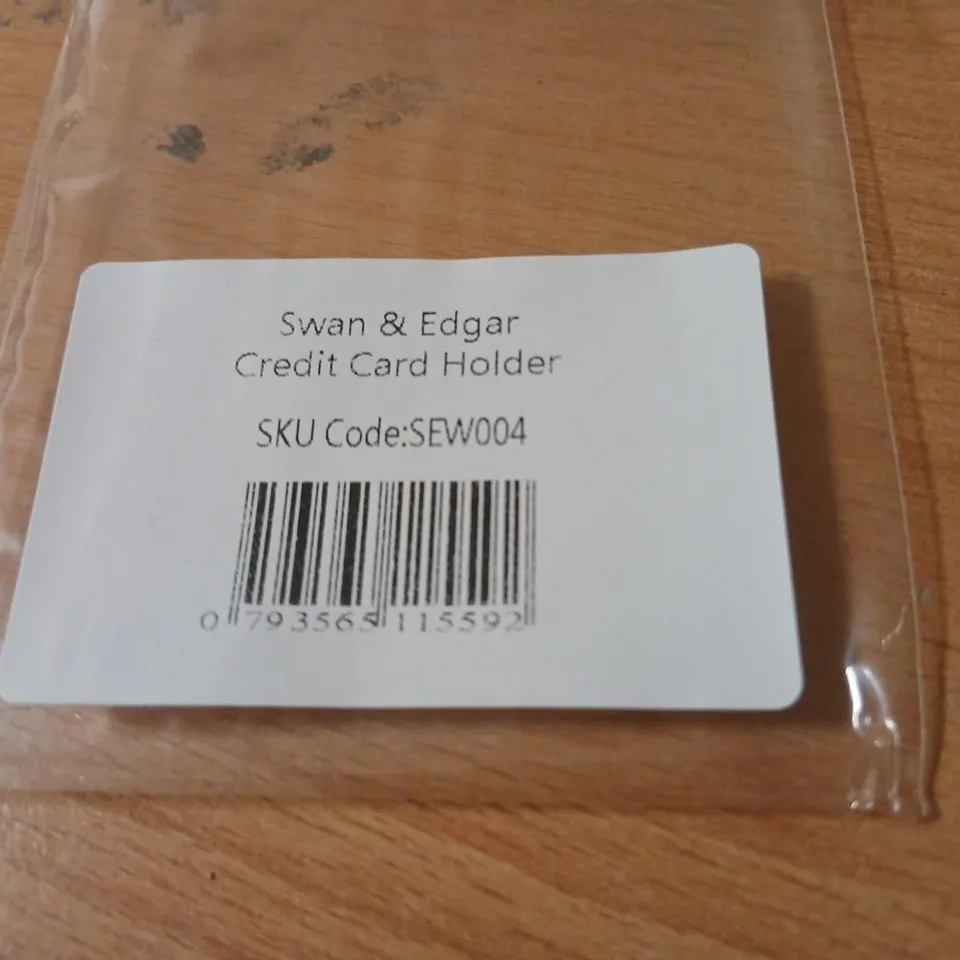 Swan & Edgar
Credit Card Holder
SKU Code:SEW004
0 793565 115592